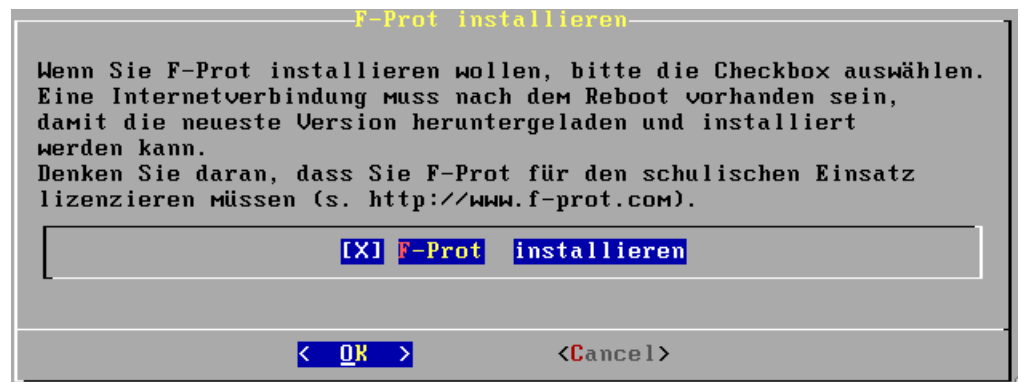 F-Prot installieren
Wenn Sie F-Prot installieren wollen, bitte die Checkbox auswählen.
Eine Internetverbindung muss nach dem Reboot vorhanden sein,
damit die neueste Version heruntergeladen und installiert
werden kann.
Denken Sie daran, dass Sie F-Prot für den schulischen Einsatz
lizenzieren müssen (s. http://www.f-prot.com).
[X] F-Prot installieren
< OK > <Cancel>